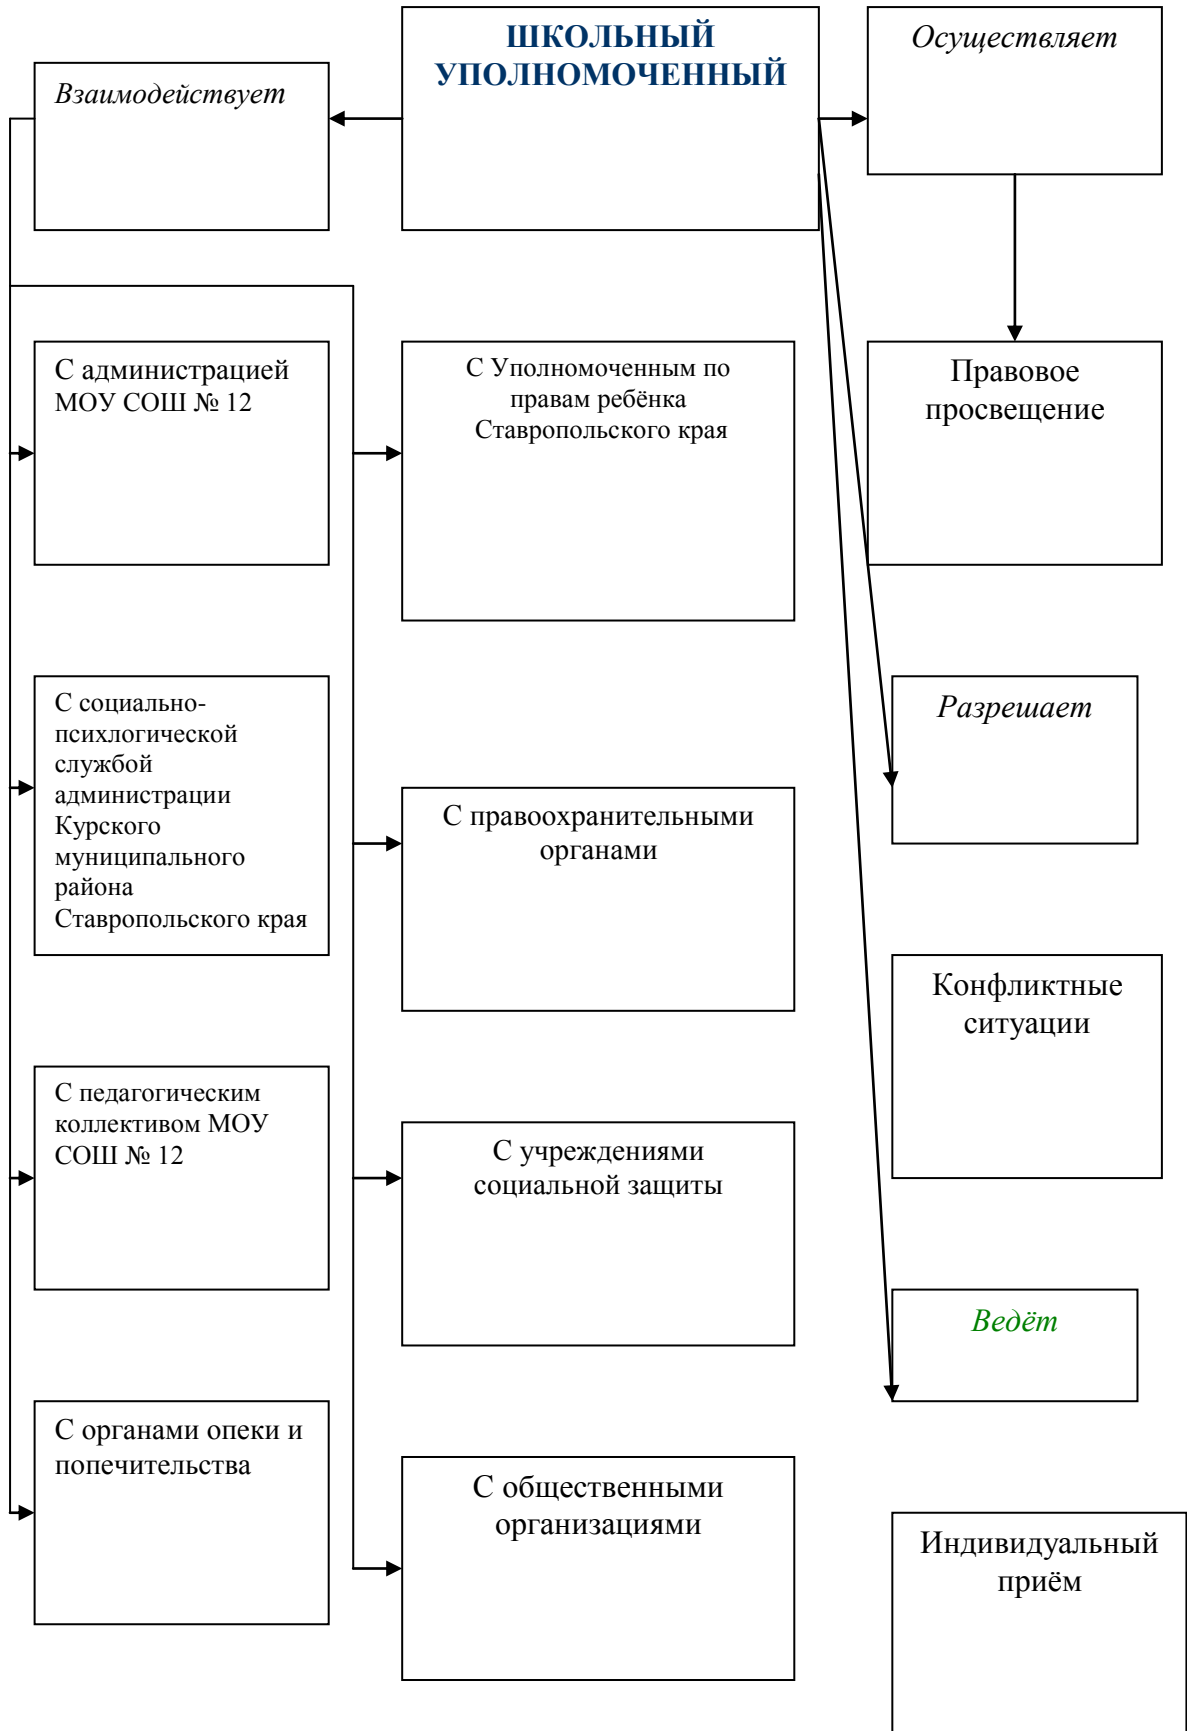 ШКОЛЬНЫЙ
УПОЛНОМОЧЕННЫЙ
Осуществляет
Взаимодействует
С администрацией
МОУ СОШ № 12
С Уполномоченным по
правам ребёнка
Ставропольского края
Правовое
просвещение
С социально-
психлогической
службой
администрации
Курского
муниципального
района
Ставропольского края
С правоохранительными
органами
Разрешает
Конфликтные
ситуации
С педагогическим
коллективом МОУ
СОШ № 12
С учреждениями
социальной защиты
Ведёт
С органами опеки и
попечительства
С общественными
организациями
Индивидуальный
приём